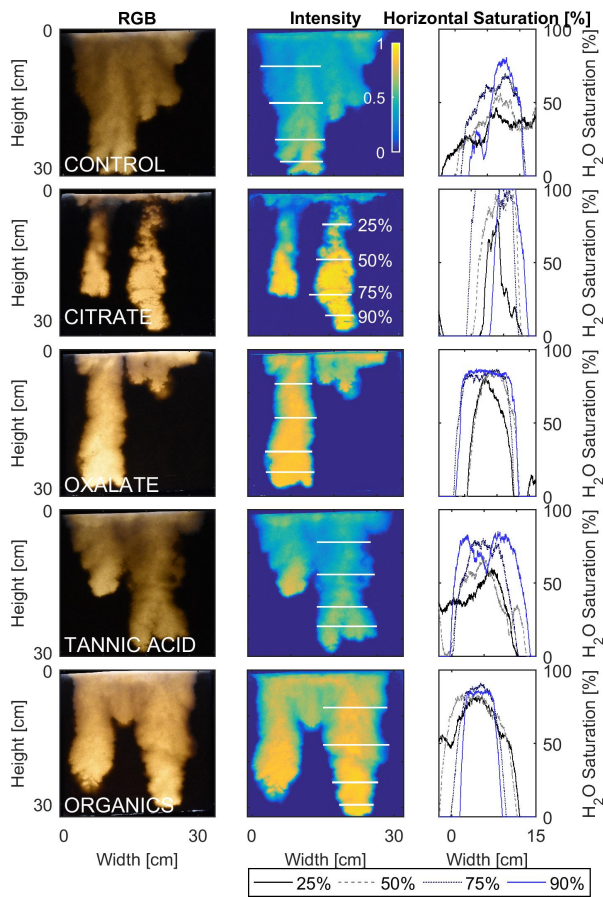 RGB
Intensity
Horizontal Saturation [%]
0
Height [cm]
30
CONTROL
1
0.5
0
100
50
0
H2O Saturation [%]
0
Height [cm]
30
CITRATE
25%
50%
75%
90%
100
50
0
H2O Saturation [%]
0
Height [cm]
30
OXALATE
100
50
0
H2O Saturation [%]
0
Height [cm]
30
TANNIC ACID
100
50
0
H2O Saturation [%]
0
Height [cm]
30
ORGANICS
100
50
0
H2O Saturation [%]
0 30
Width [cm]
0 30
Width [cm]
0 15
Width [cm]
25% 50% 75% 90%